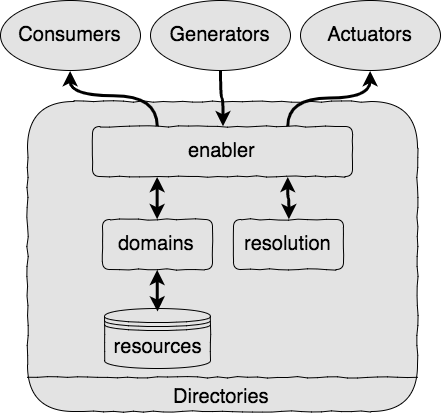 Consumers
Generators
Actuators
enabler
domains
resolution
resources
Directories